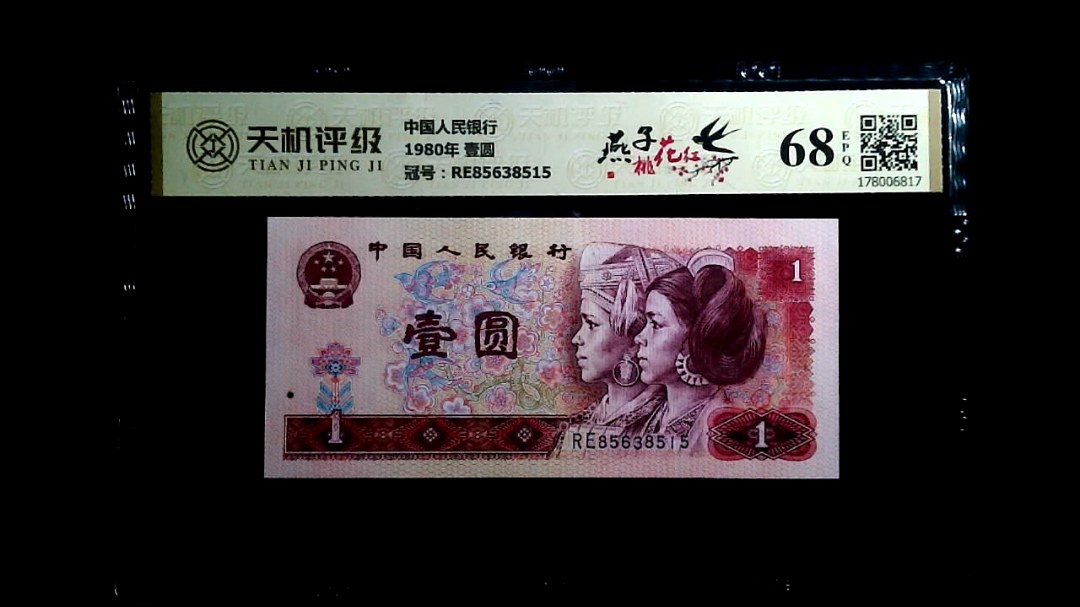 天机评级
TIAN JI PING JI
中国人民银行
1980年 壹圆
冠号：RE85638515
燕子
桃花红
68
EPQ
178006817
中国人民银行
1
壹圆
1
RE85638515
1